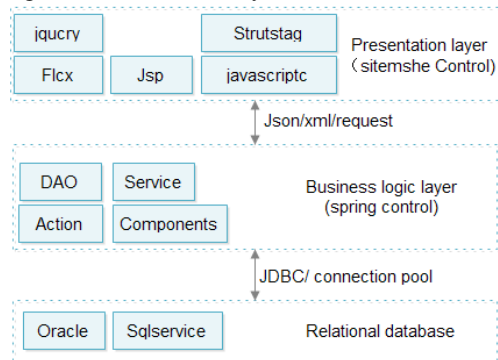 jqucry
Strutstag
Flcx
Jsp
javascriptc
Presentation layer
(sitemshe Control)
Json/xml/request
DAO
Service
Action
Components
Business logic layer
(spring control)
JDBC/ connection pool
Oracle
Sqlservice
Relational database